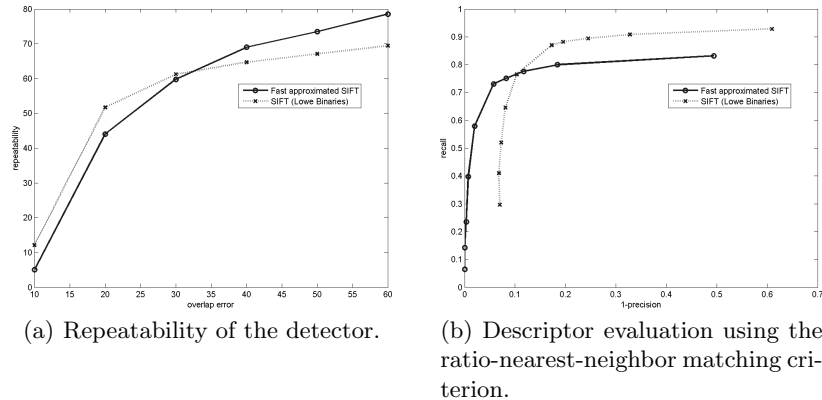 80
70
60
50
40
30
20
10
0
repeatability
Fast approximated SIFT
SIFT (Lowe Binaries)
10 15 20 25 30 35 40 45 50 55 60
overlap error
(a) Repeatability of the detector.
1
0.9
0.8
0.7
0.6
0.5
0.4
0.3
0.2
0.1
0
recall
Fast approximated SIFT
SIFT (Lowe Binaries)
0 0.1 0.2 0.3 0.4 0.5 0.6 0.7
1-precision
(b) Descriptor evaluation using the
ratio-nearest-neighbor matching cri-
terion.